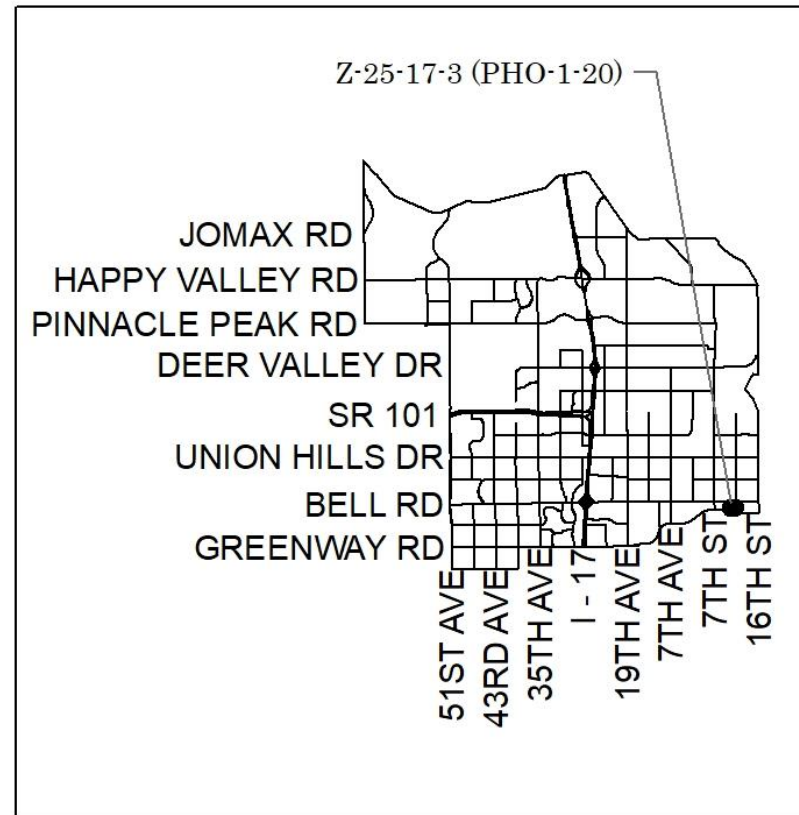 Z-25-17-3 (PHO-1-20)
JOMAX RD
HAPPY VALLEY RD
PINNACLE PEAK RD
DEER VALLEY DR
SR 101
UNION HILLS DR
BELL RD
GREENWAY RD
51ST AVE
43RD AVE
35TH AVE
I - 17
19TH AVE
7TH AVE
7TH ST
16TH ST